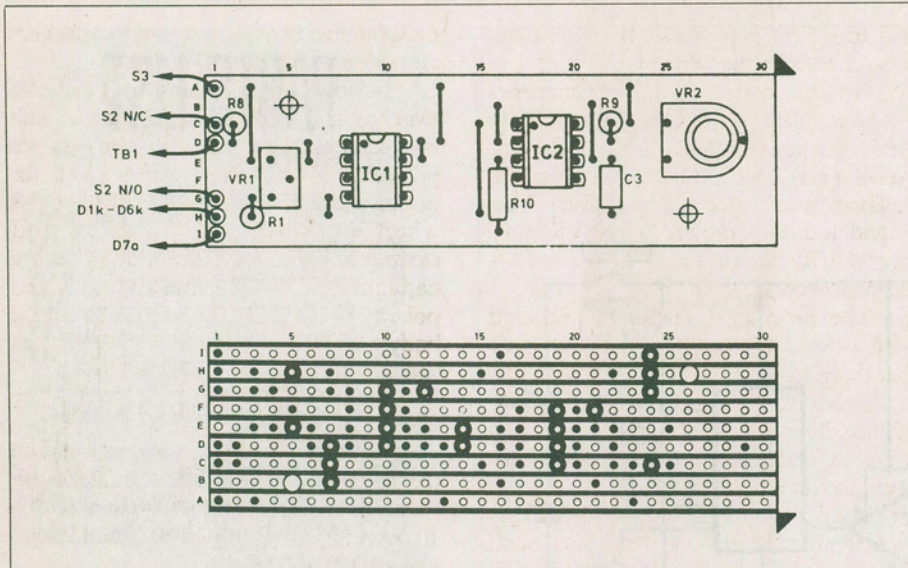 1 5 10 15 20 25 30
S3
A
B
S2 N/C
C
TB1
D
E
F
S2 N/O
G
D1k-D6k
H
D7a
I
R8
VR1
R1
IC1
R10
IC2
R9
C3
VR2
1 5 10 15 20 25 30
I
H
G
F
E
D
C
B
A